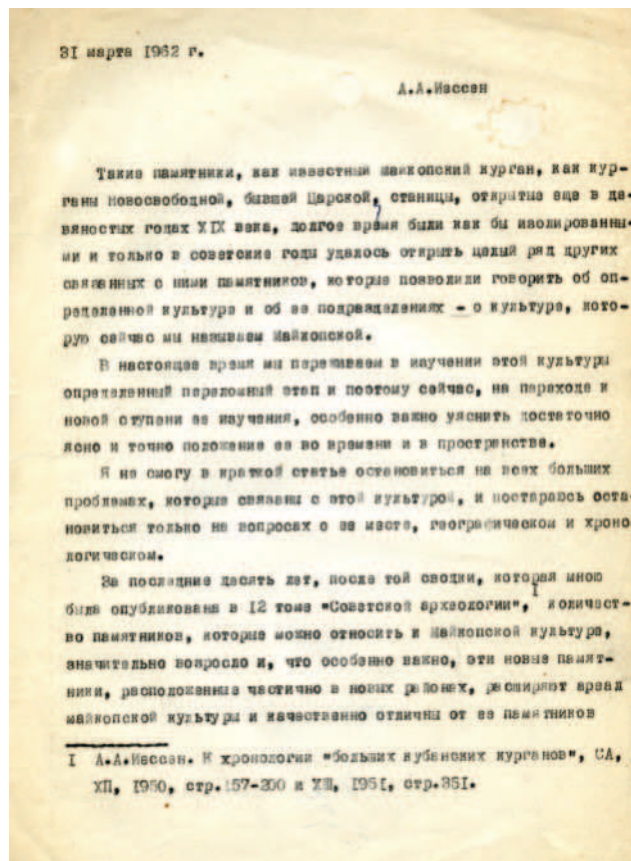 31 марта 1962 г.
А.А.Иессен
Такие памятники, как известный майкопский курган, как кур-
ганы новосвободной, бывшей Царской, станицы, открытые еще в де-
вяностых годах XIX века, долгое время были как бы изолированны-
ми и только в советские годы удалось открыть целый ряд других
связанных с ними памятников, которые позволили говорить об оп-
ределенной культуре и об ее подразделениях - о культуре, кото-
рую сейчас мы называем Майкопской.
В настоящее время мы переживаем в изучении этой культуры
определенный переломный этап и поэтому сейчас, на переходе к
новой ступени ее изучения, особенно важно уяснить достаточно
ясно и точно положение ее во времени и в пространстве.
Я не смогу в краткой статье остановиться на всех больших
проблемах, которые связаны с этой культурой, и постараюсь оста-
новиться только на вопросах о ее месте, географическом и хроно
логическом.
За последние десять лет, после той сводки, которая мною
была опубликована в 12 томе "Советской археологии",I количест-
во памятников, которые можно относить к Майкопской культуре,
значительно возросло и, что особенно важно, эти новые памят-
ники, расположенные частично в новых районах, расширяют ареал
майкопской культуры и качественно отличны от ее памятников
I А.А.Иессен. К хронологии "больших кубанских курганов", СА,
ХП, 1950, стр.157-200 и ХШ, 1951, стр.351.